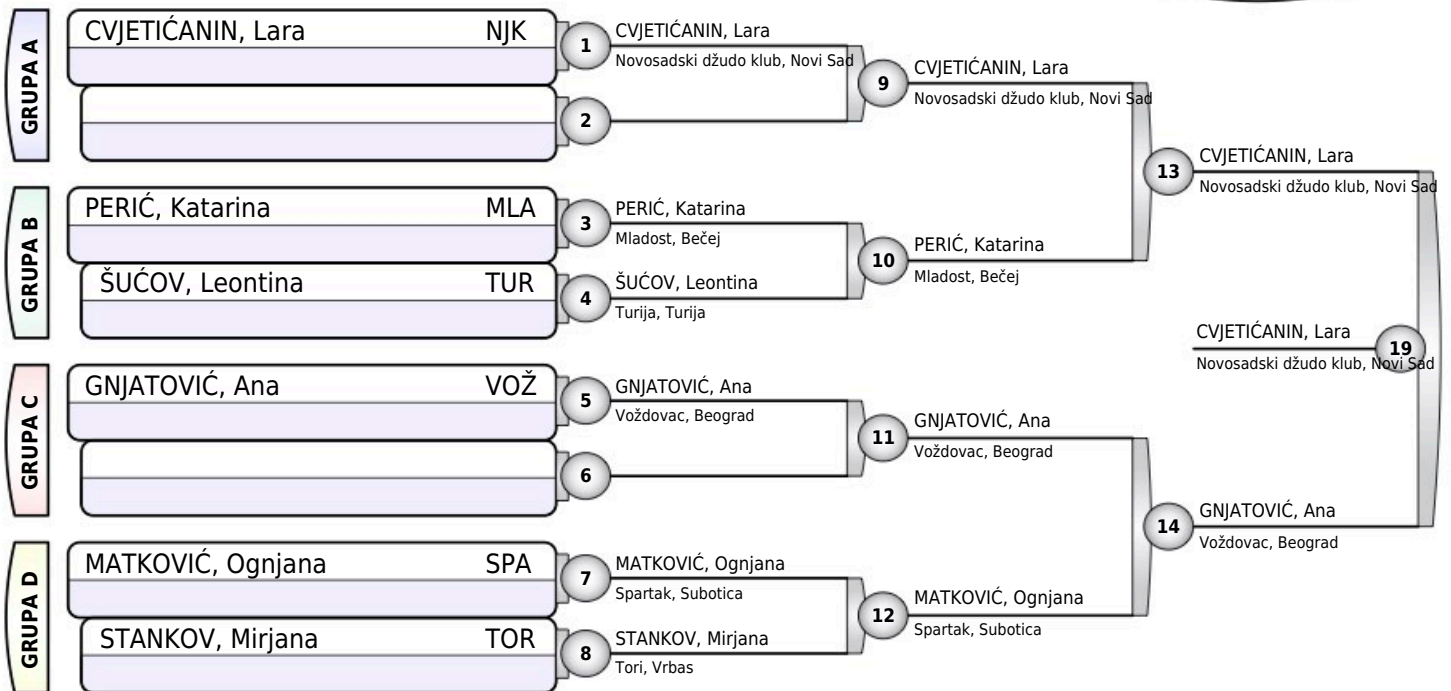 GRUPA A
CVJETIĆANIN, Lara NJK
1
CVJETIĆANIN, Lara
Novosadski džudo klub, Novi Sad
2
9
CVJETIĆANIN, Lara
Novosadski džudo klub, Novi Sad
GRUPA B
PERIĆ, Katarina MLA
3
PERIĆ, Katarina
Mladost, Bečej
ŠUĆOV, Leontina TUR
4
ŠUĆOV, Leontina
Turija, Turija
10
PERIĆ, Katarina
Mladost, Bečej
13
CVJETIĆANIN, Lara
Novosadski džudo klub, Novi Sad
GRUPA C
GNJATOVIĆ, Ana VOŽ
5
GNJATOVIĆ, Ana
Voždovac, Beograd
6
11
GNJATOVIĆ, Ana
Voždovac, Beograd
GRUPA D
MATKOVIĆ, Ognjana SPA
7
MATKOVIĆ, Ognjana
Spartak, Subotica
STANKOV, Mirjana TOR
8
STANKOV, Mirjana
Tori, Vrbas
12
MATKOVIĆ, Ognjana
Spartak, Subotica
14
GNJATOVIĆ, Ana
Voždovac, Beograd
CVJETIĆANIN, Lara
19
Novosadski džudo klub, Novi Sad